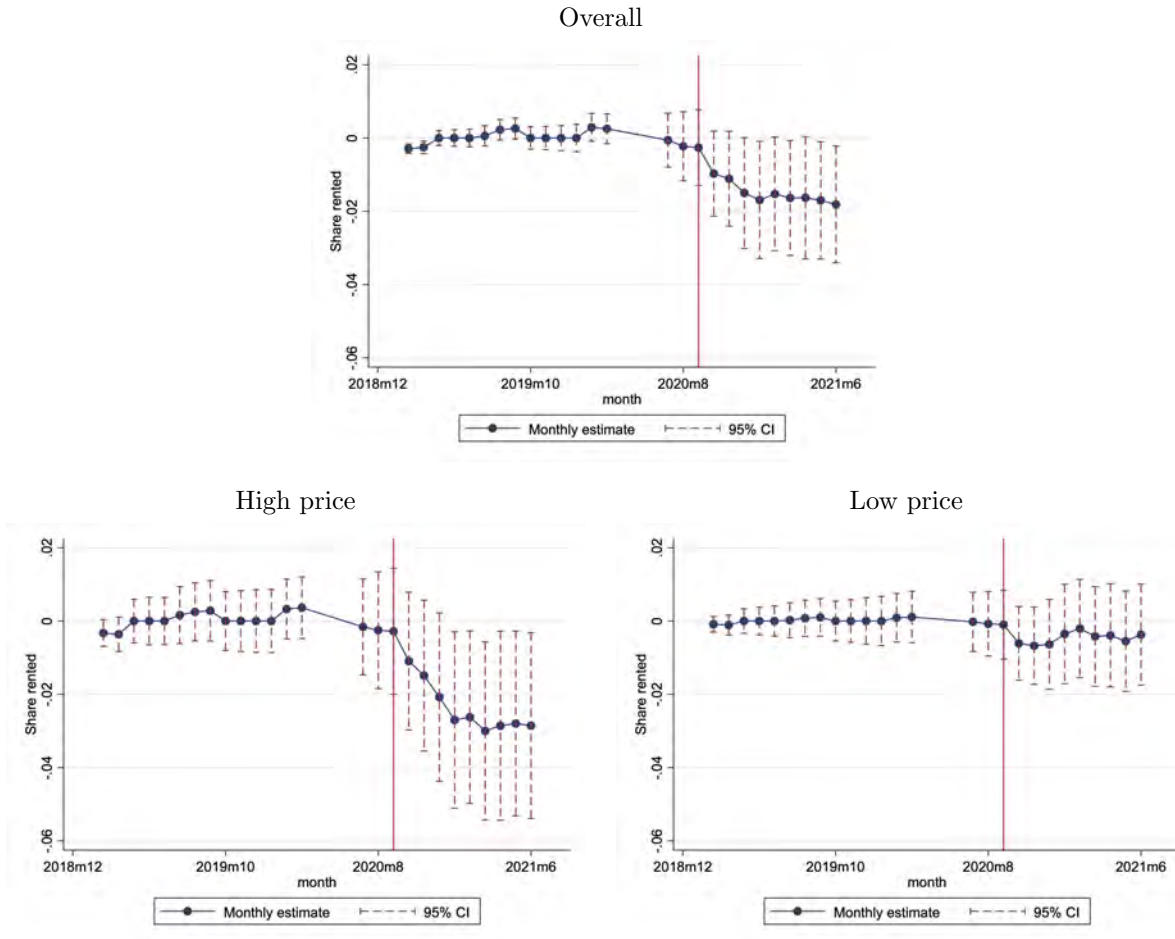 Overall
.02
0
-.02
-.04
-.06
Share rented
2018m12 2019m10 2020m8 2021m6
month
Monthly estimate 95% CI
High price
.02
0
-.02
-.04
-.06
Share rented
2018m12 2019m10 2020m8 2021m6
month
Monthly estimate 95% CI
Low price
.02
0
-.02
-.04
-.06
Share rented
2018m12 2019m10 2020m8 2021m6
month
Monthly estimate 95% CI